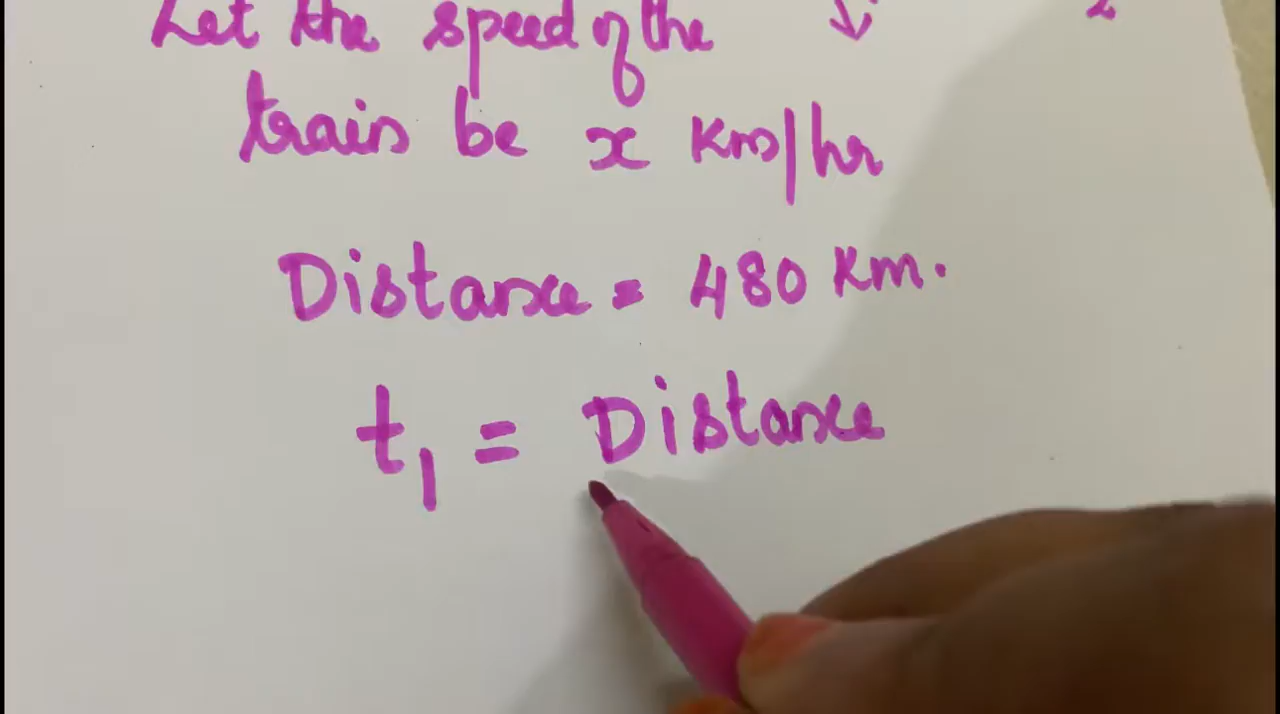 Let the speed of the
train be x Km/hr
Distance = 480 Km.
t₁ = Distance